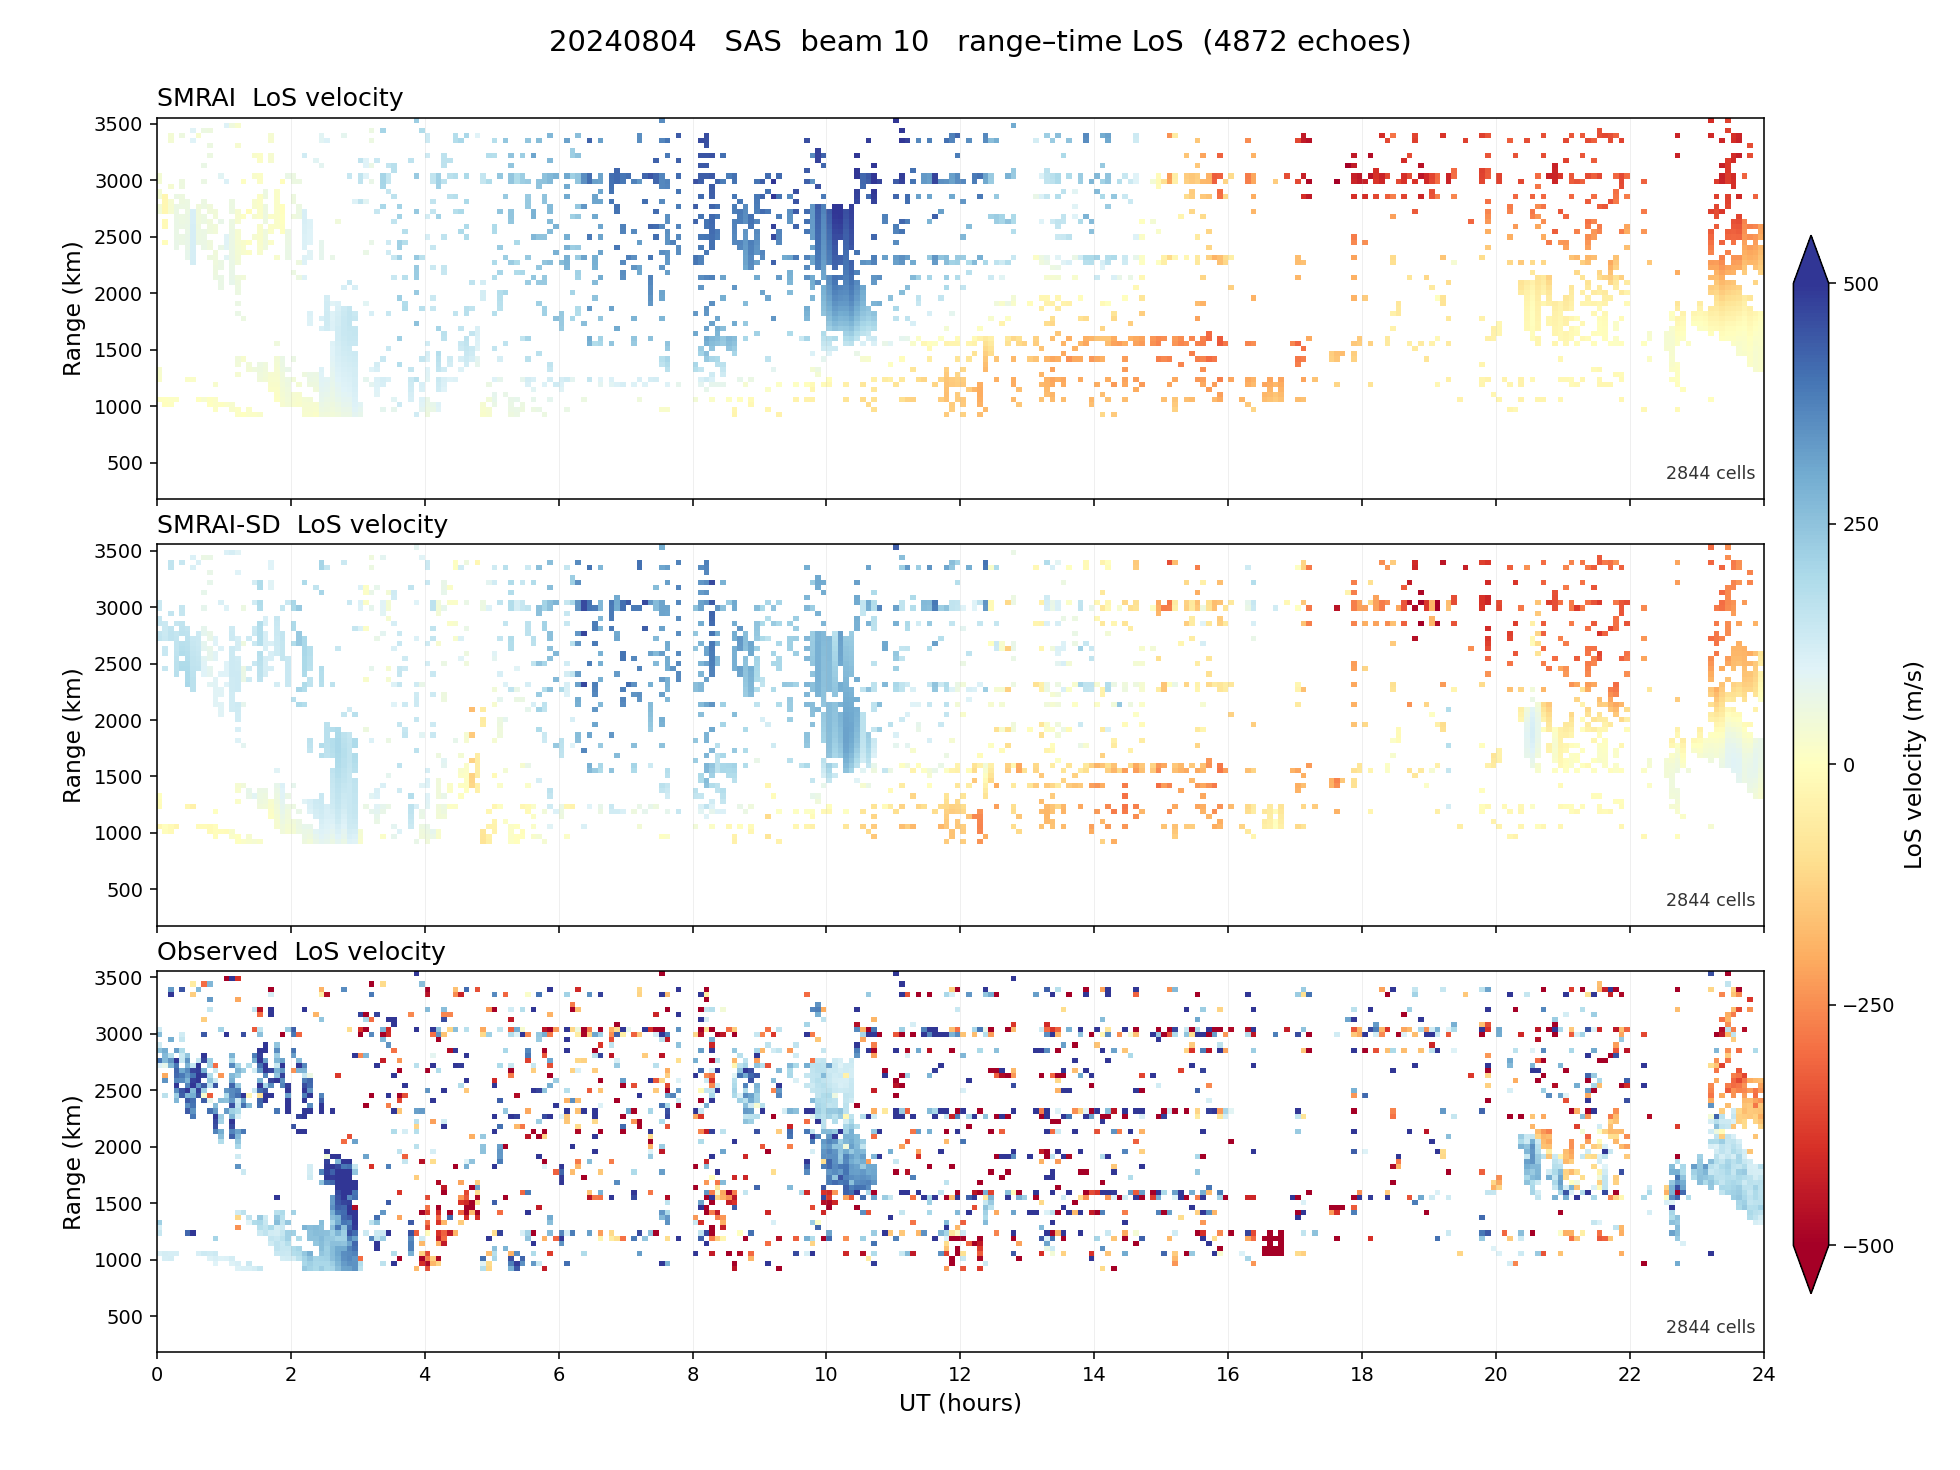 20240804   SAS  beam 10   range–time LoS  (4872 echoes)
SMRAI  LoS velocity
3500
3000
2500
2000
1500
1000
500
Range (km)
2844 cells
SMRAI-SD  LoS velocity
3500
3000
2500
2000
1500
1000
500
Range (km)
2844 cells
Observed  LoS velocity
3500
3000
2500
2000
1500
1000
500
Range (km)
2844 cells
0 2 4 6 8 10 12 14 16 18 20 22 24
UT (hours)
500
250
0
−250
−500
LoS velocity (m/s)